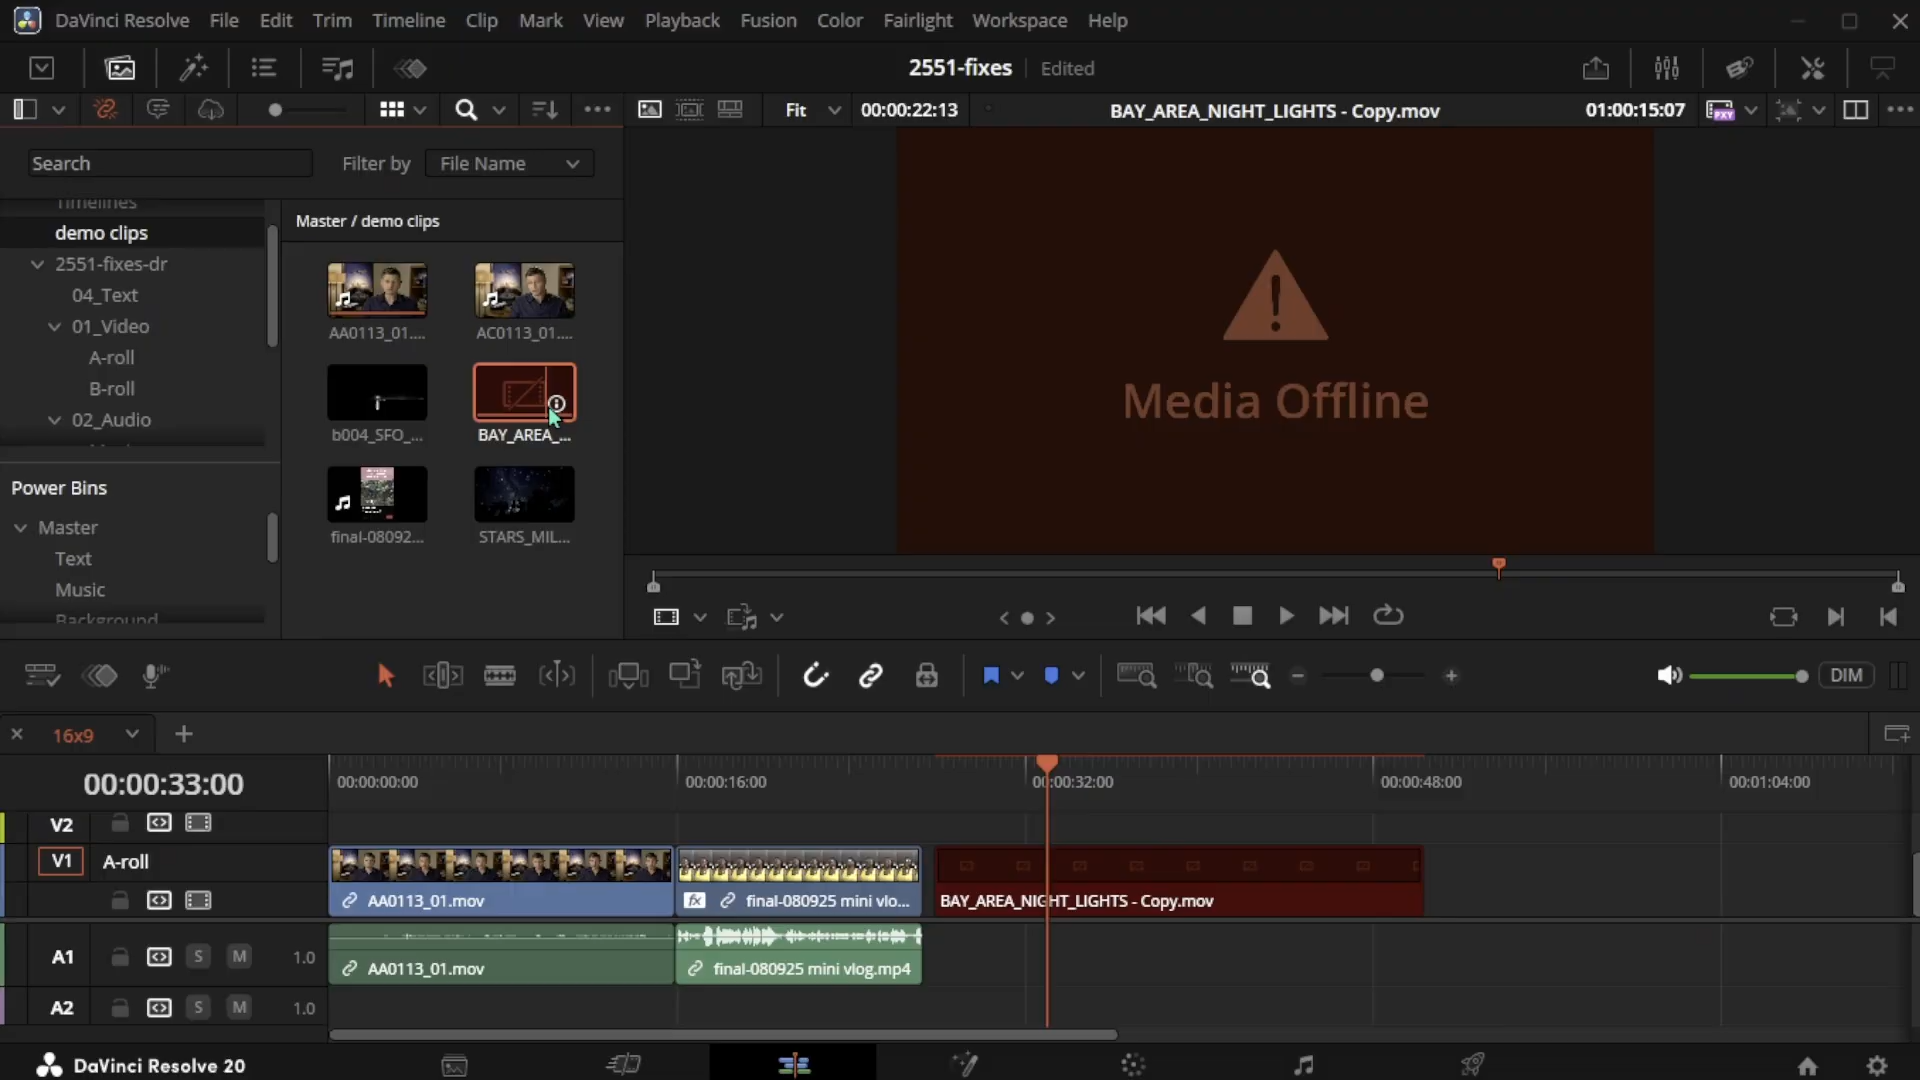 DaVinci Resolve File Edit Trim Timeline Clip Mark View Playback Fusion Color Fairlight Workspace Help
2551-fixes Edited
Fit 00:00:22:13 BAY_AREA_NIGHT_LIGHTS - Copy.mov 01:00:15:07 PXY
Search Filter by File Name
Timelines
Master / demo clips
demo clips
2551-fixes-dr
04_Text
01_Video
A-roll
B-roll
02_Audio
AA0113_01.... AC0113_01....
b004_SFO_... BAY_AREA_...
final-08092... STARS_MIL...
Media Offline
Power Bins
Master
Text
Music
Background
DIM
16x9
00:00:33:00 00:00:00:00 00:00:16:00 00:00:32:00 00:00:48:00 00:01:04:00
V2
V1 A-roll
fx
AA0113_01.mov final-080925 mini vlo... BAY_AREA_NIGHT_LIGHTS - Copy.mov
A1 S M 1.0
AA0113_01.mov final-080925 mini vlog.mp4
A2 S M 1.0
DaVinci Resolve 20